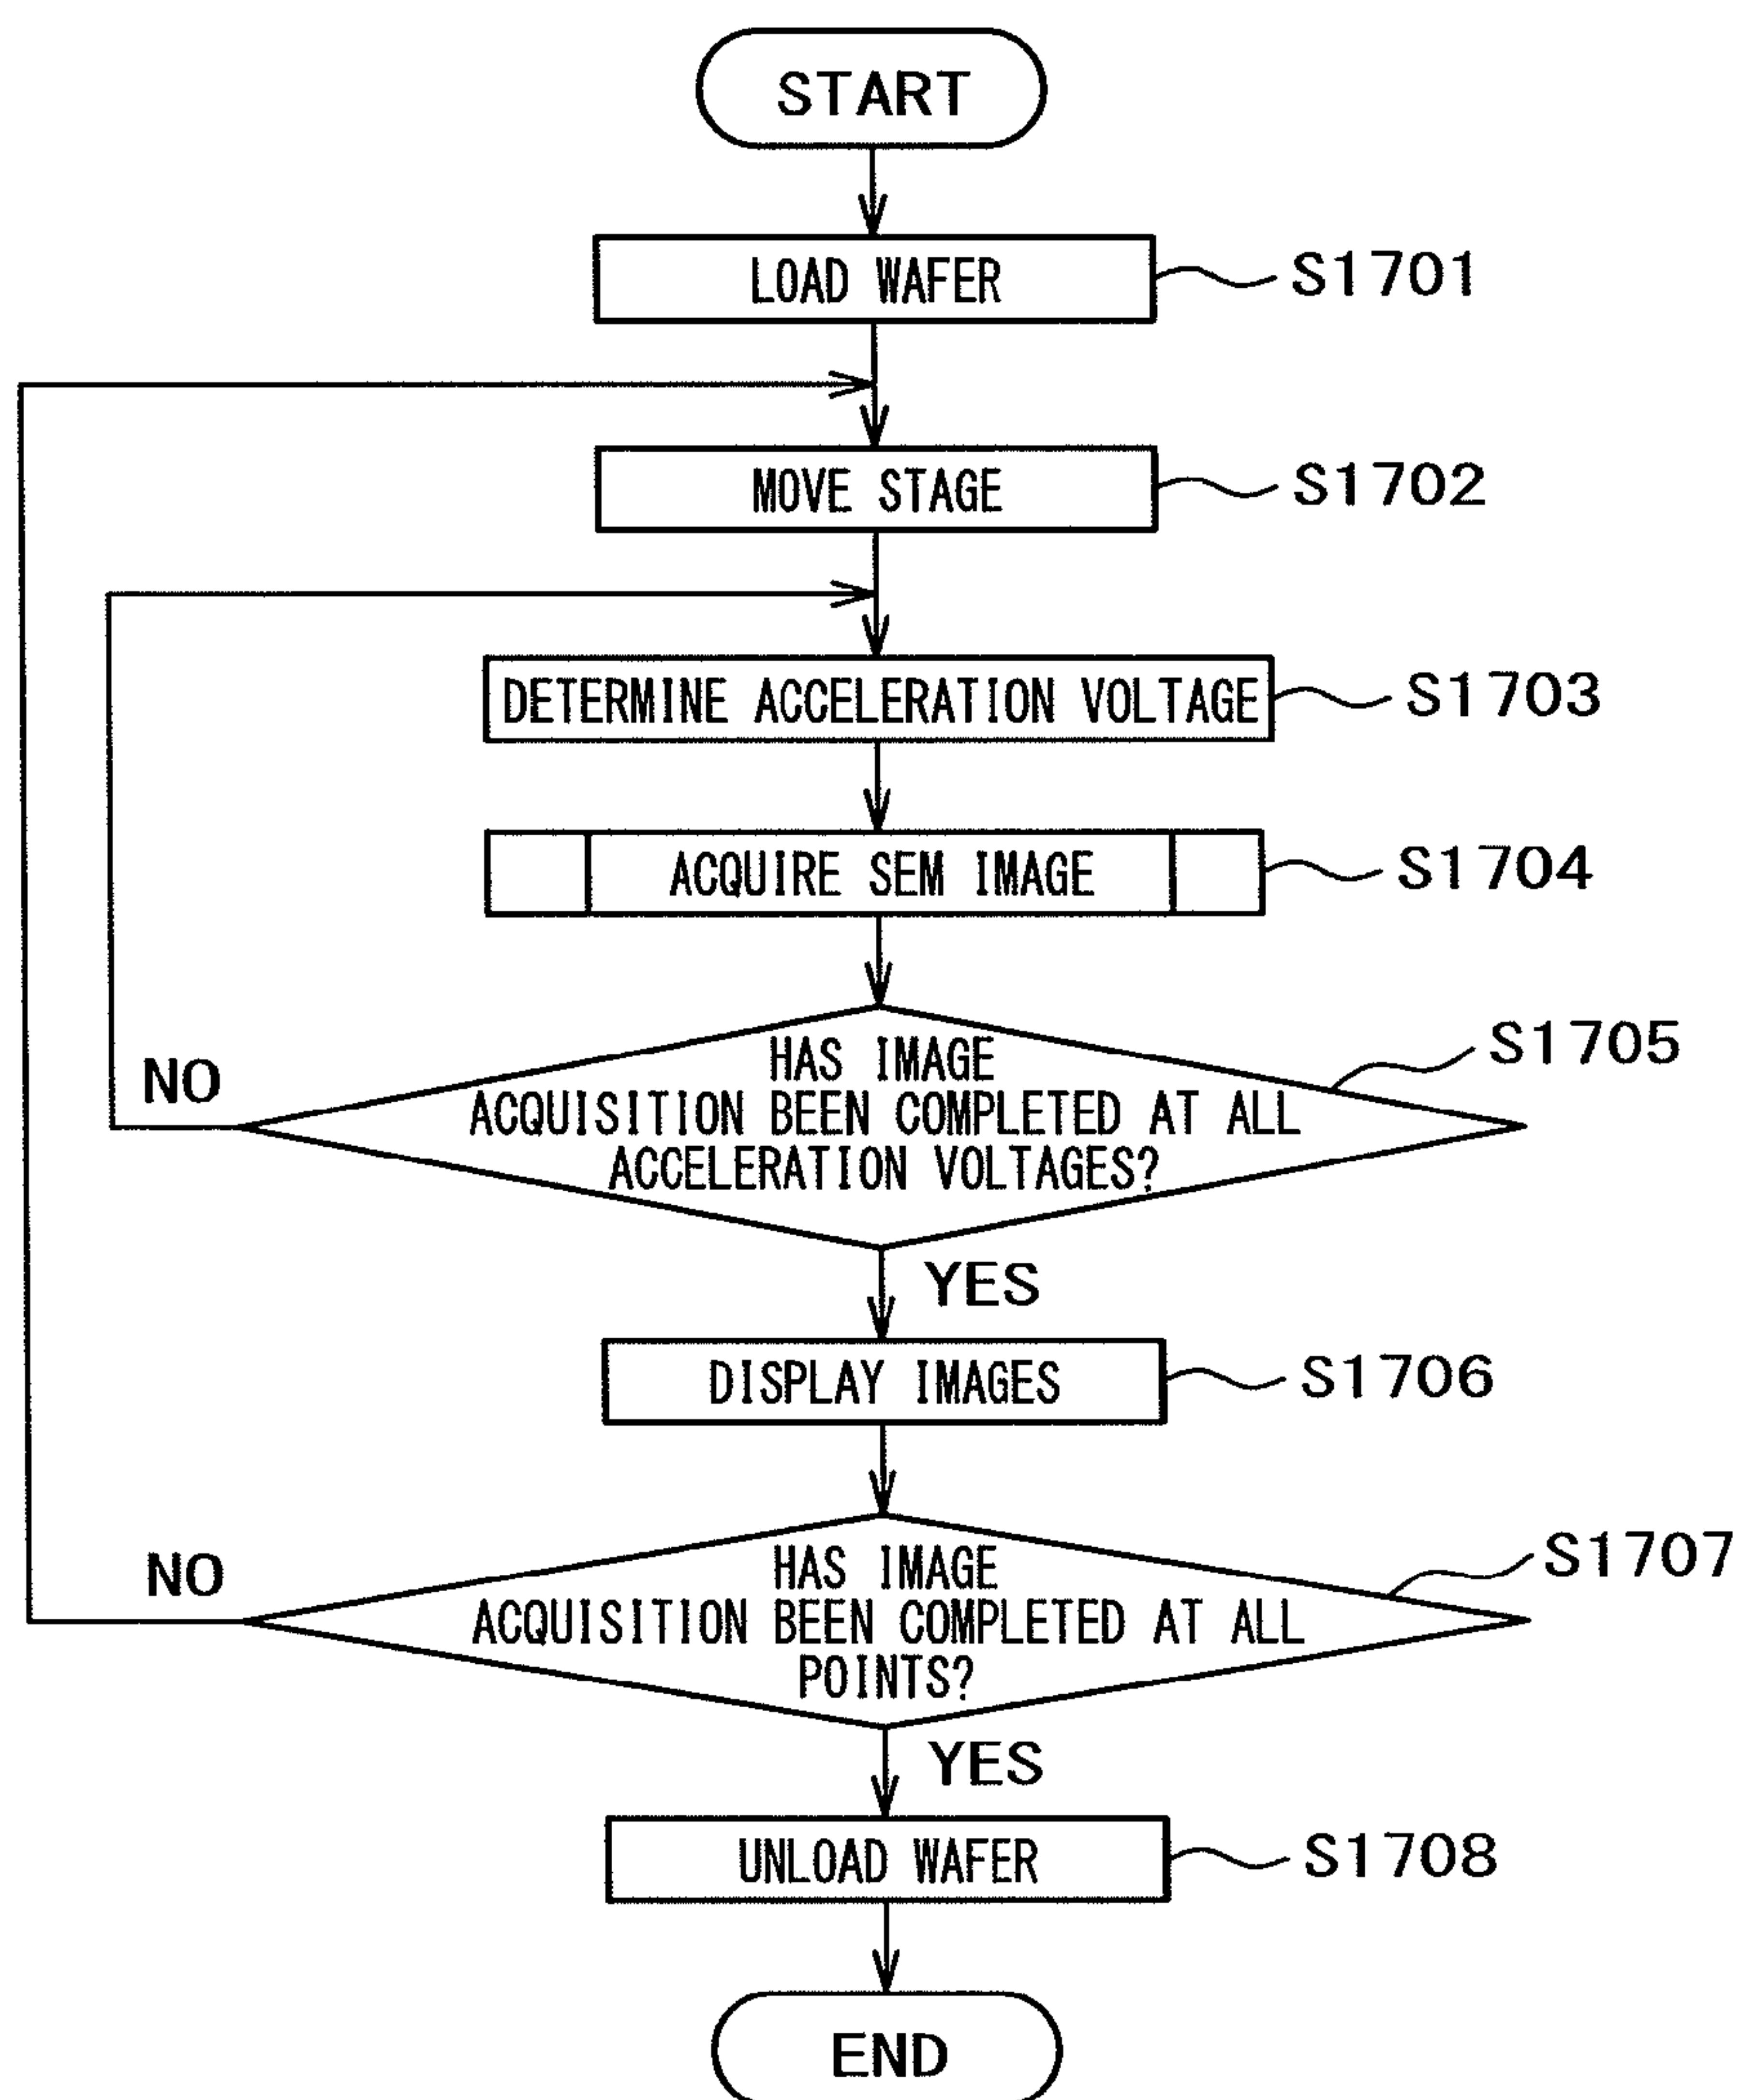 START
LOAD WAFER
S1701
MOVE STAGE
S1702
DETERMINE ACCELERATION VOLTAGE
S1703
ACQUIRE SEM IMAGE
S1704
HAS IMAGE
ACQUISITION BEEN COMPLETED AT ALL
ACCELERATION VOLTAGES?
S1705
NO
YES
DISPLAY IMAGES
S1706
HAS IMAGE
ACQUISITION BEEN COMPLETED AT ALL
POINTS?
S1707
NO
YES
UNLOAD WAFER
S1708
END